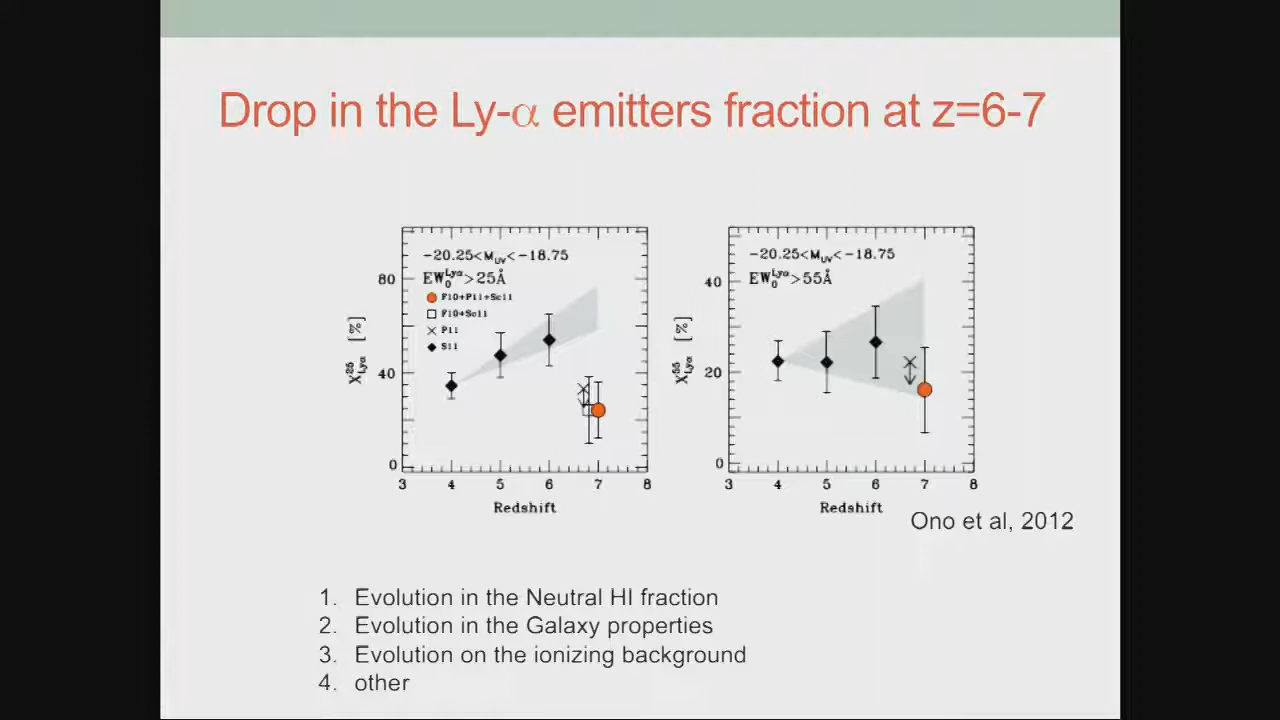 Drop in the Ly-α emitters fraction at z=6-7
-20.25<M_UV<-18.75
EW_0^Lyα>25Å
F10+P11+Sc11
F10+Sc11
P11
S11
80
40
0
X_Lyα^25 [%]
3 4 5 6 7 8
Redshift
-20.25<M_UV<-18.75
EW_0^Lyα>55Å
40
20
0
X_Lyα^55 [%]
3 4 5 6 7 8
Redshift
Ono et al, 2012
1. Evolution in the Neutral HI fraction
2. Evolution in the Galaxy properties
3. Evolution on the ionizing background
4. other